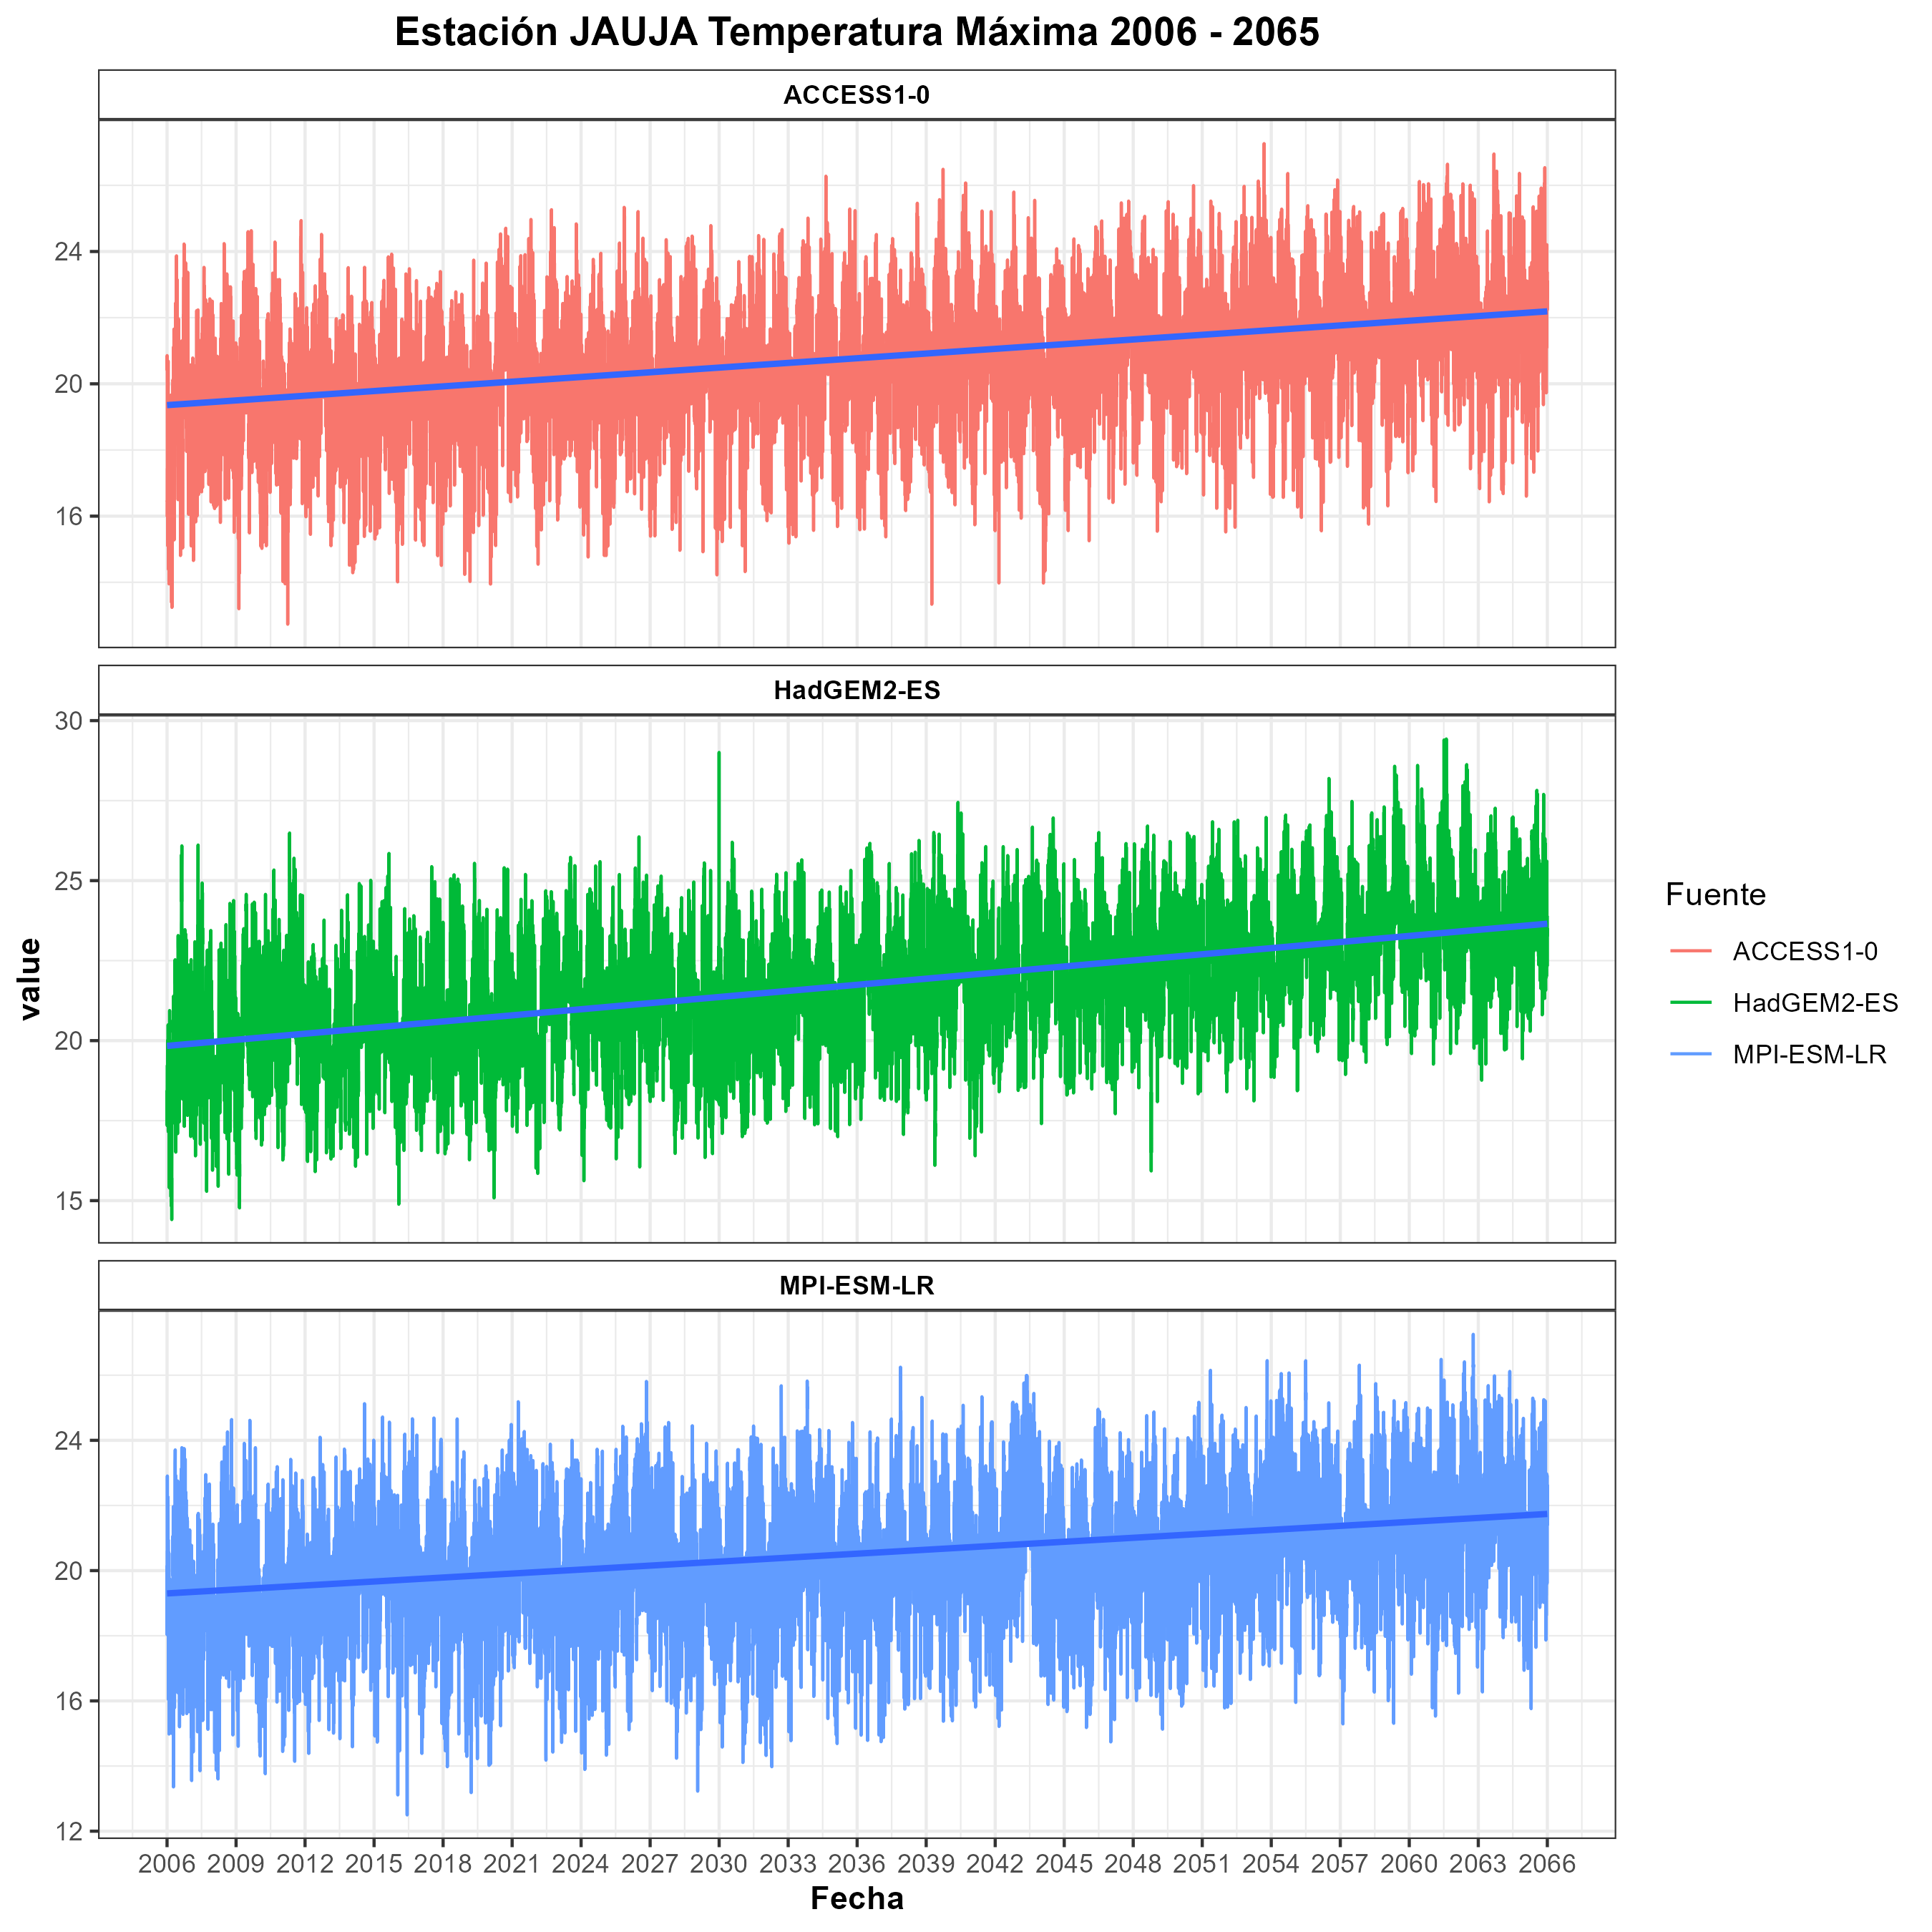 Estación JAUJA Temperatura Máxima 2006 - 2065
ACCESS1-0
24
20
16
HadGEM2-ES
30
25
20
15
value
MPI-ESM-LR
24
20
16
12
2006 2009 2012 2015 2018 2021 2024 2027 2030 2033 2036 2039 2042 2045 2048 2051 2054 2057 2060 2063 2066
Fecha
Fuente
ACCESS1-0
HadGEM2-ES
MPI-ESM-LR